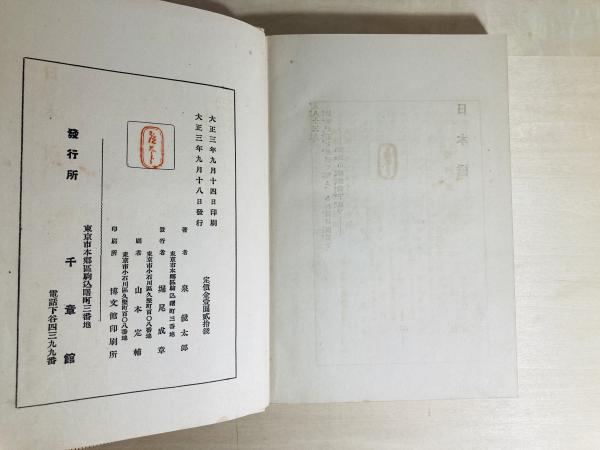 大正三年九月十四日印刷
大正三年九月十八日發行
定價金壹圓貳拾錢
著者 泉鏡太郎
東京市本郷區駒込曙町三番地
發行者 堀尾成章
東京市小石川區久堅町百〇八番地
印刷者 山本定輔
東京市小石川區久堅町百〇八番地
印刷所 博文館印刷所
發行所
東京市本郷區駒込曙町三番地
千章館
電話下谷四三九九番
日本橋